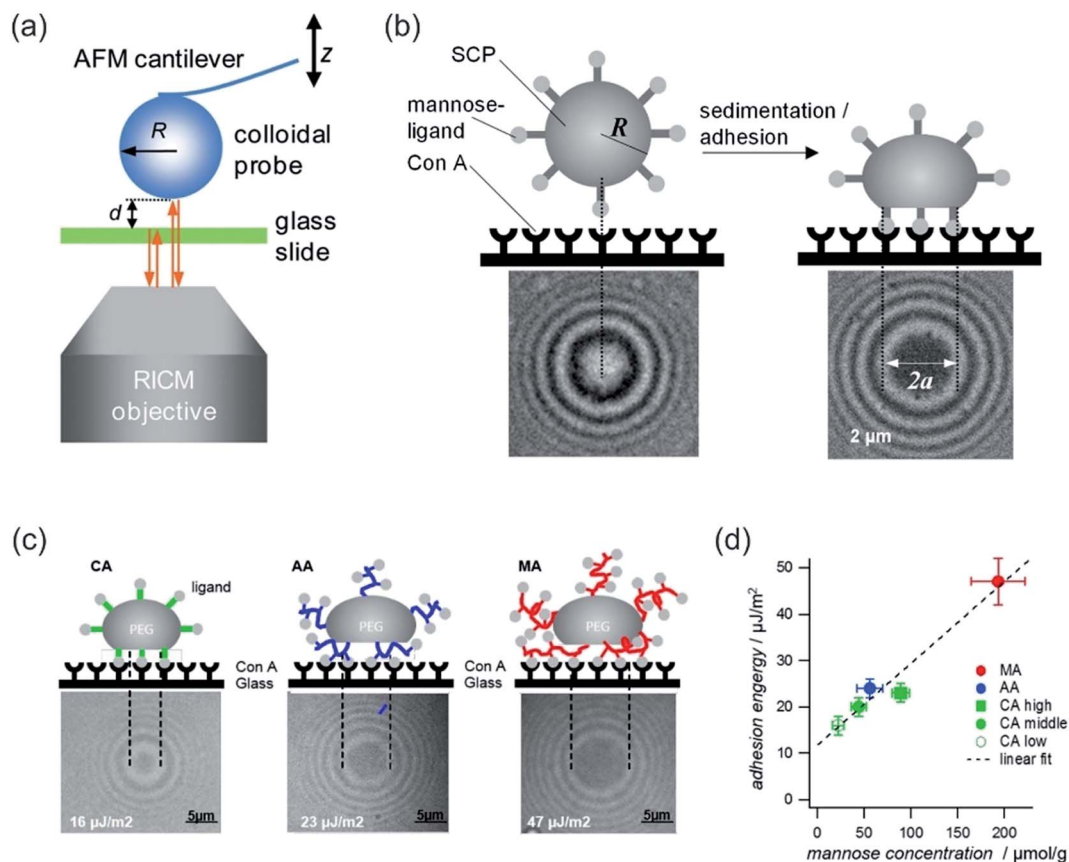 (a)
AFM cantilever
z
R
colloidal
probe
d
glass
slide
RICM
objective
(b)
SCP
mannose-
ligand
Con A
R
sedimentation /
adhesion
2a
2 µm
(c)
CA
ligand
PEG
Con A
Glass
16 µJ/m2
5µm
AA
PEG
Con A
Glass
23 µJ/m2
5µm
MA
PEG
47 µJ/m2
5µm
(d)
adhesion engergy / µJ/m²
50
40
30
20
10
0
MA
AA
CA high
CA middle
CA low
linear fit
0 50 100 150 200
mannose concentration / µmol/g